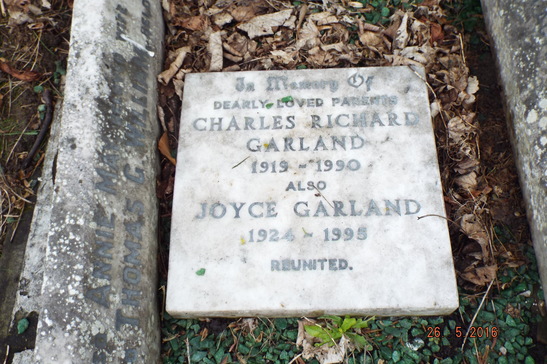 In Memory Of
DEARLY LOVED PARENTS
CHARLES RICHARD
GARLAND
1919 - 1990
ALSO
JOYCE GARLAND
1924 - 1995
REUNITED.
ANNIE
THOMAS C.
26 5 2016